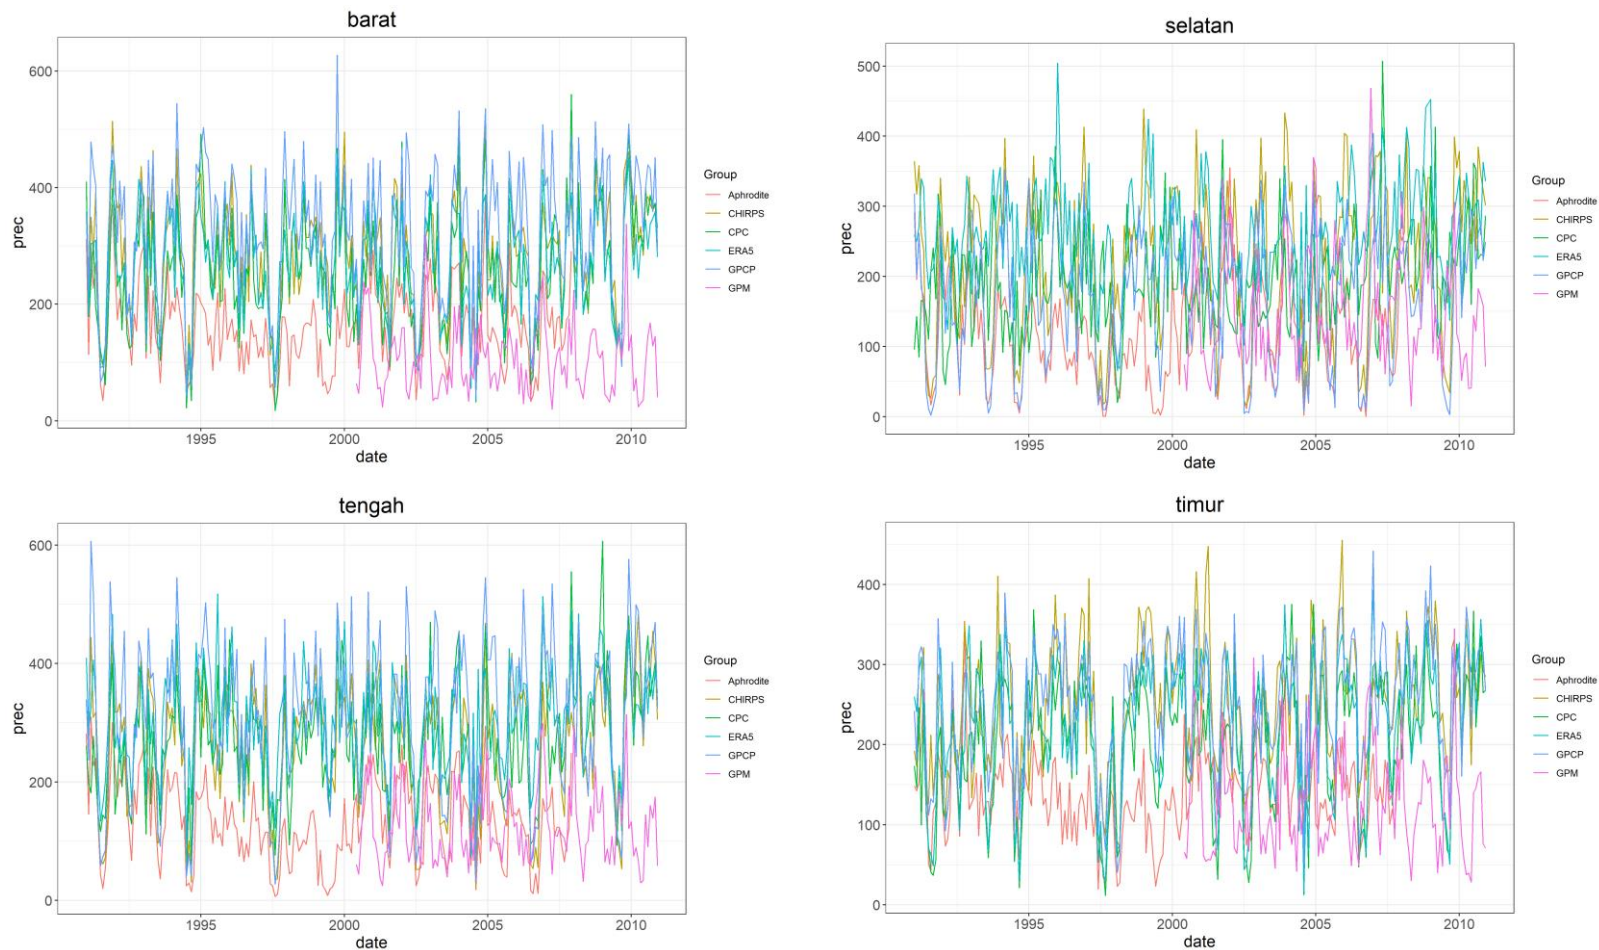 barat
prec
600
400
200
0
1995
2000
2005
2010
date
Group
Aphrodite
CHIRPS
CPC
ERA5
GPCP
GPM
selatan
prec
500
400
300
200
100
0
1995
2000
2005
2010
date
Group
Aphrodite
CHIRPS
CPC
ERA5
GPCP
GPM
tengah
prec
600
400
200
0
1995
2000
2005
2010
date
Group
Aphrodite
CHIRPS
CPC
ERA5
GPCP
GPM
timur
prec
400
300
200
100
0
1995
2000
2005
2010
date
Group
Aphrodite
CHIRPS
CPC
ERA5
GPCP
GPM